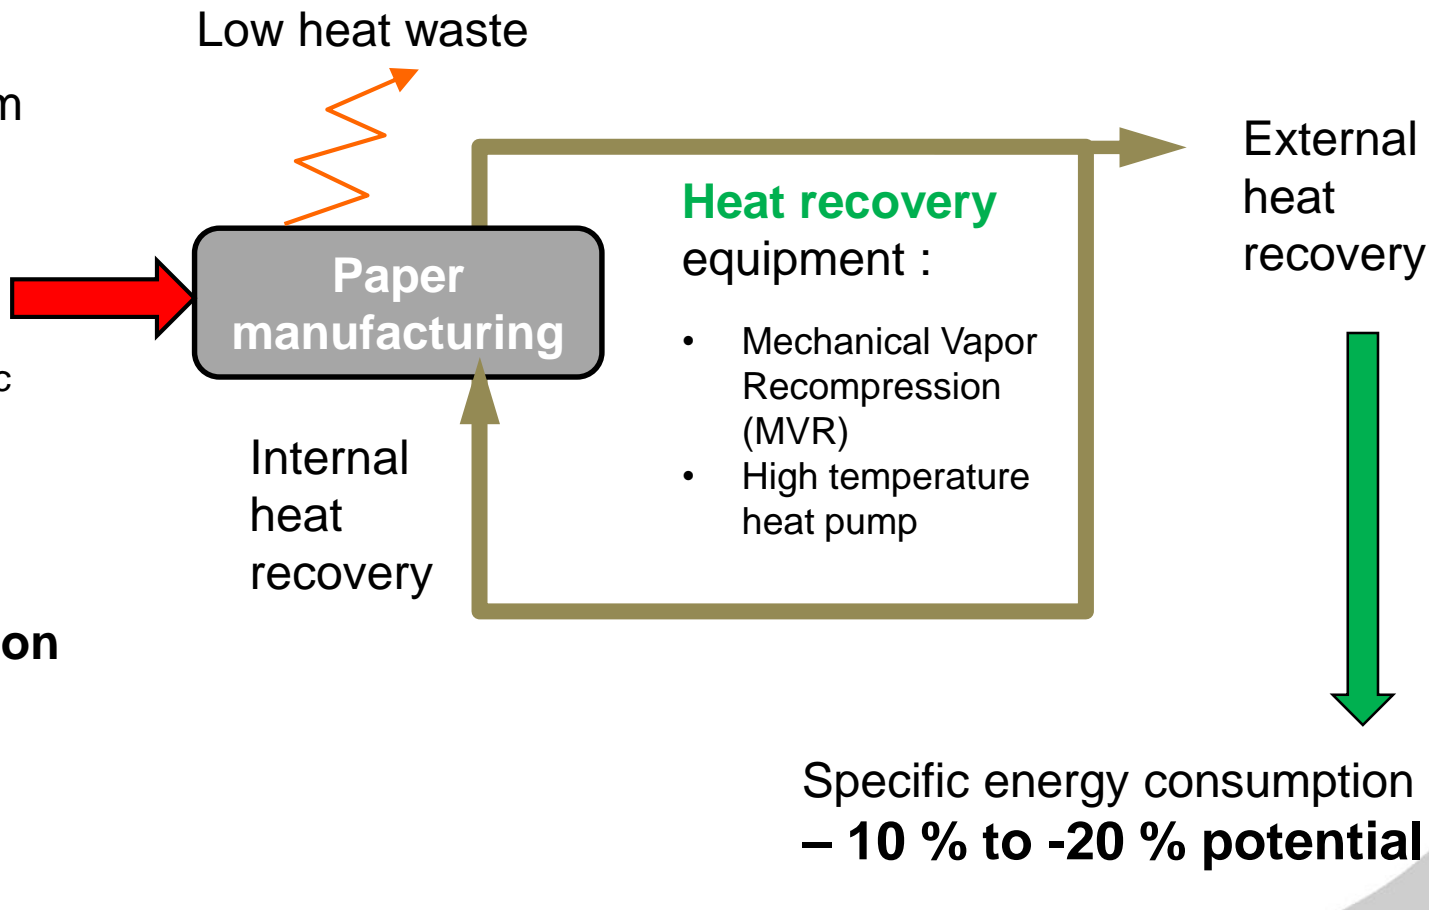 Low heat waste
m
External
heat
recovery
Heat recovery
equipment :
Paper
manufacturing
• Mechanical Vapor
Recompression
(MVR)
• High temperature
heat pump
c
Internal
heat
recovery
on
Specific energy consumption
– 10 % to -20 % potential